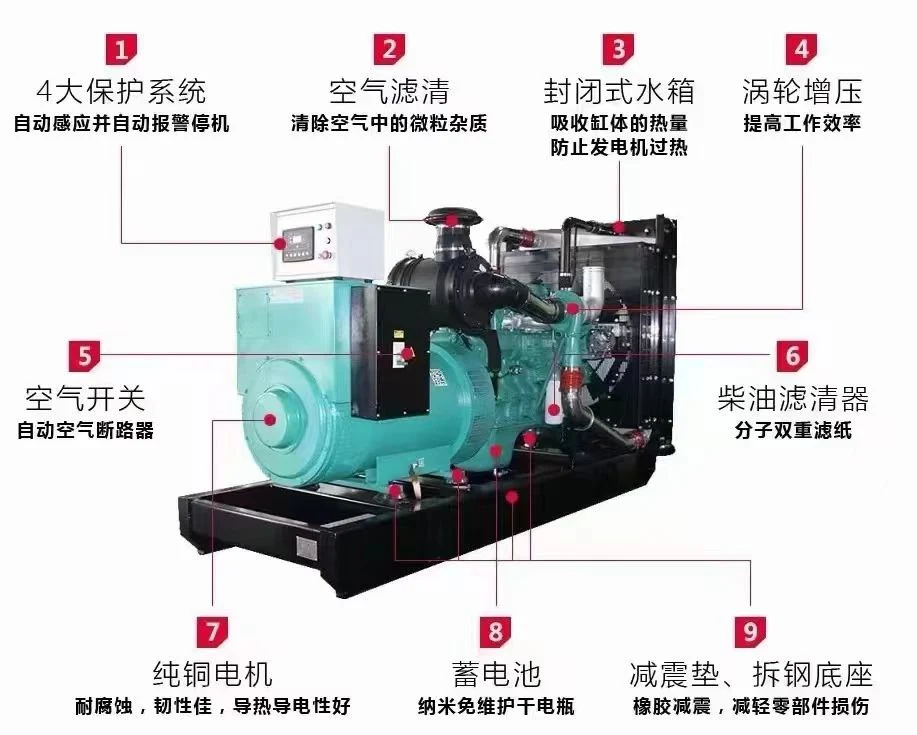 1
4大保护系统
自动感应并自动报警停机
2
空气滤清
清除空气中的微粒杂质
3
封闭式水箱
吸收缸体的热量
防止发电机过热
4
涡轮增压
提高工作效率
5
空气开关
自动空气断路器
6
柴油滤清器
分子双重滤纸
7
纯铜电机
耐腐蚀，韧性佳，导热导电性好
8
蓄电池
纳米免维护干电瓶
9
减震垫、拆钢底座
橡胶减震，减轻零部件损伤